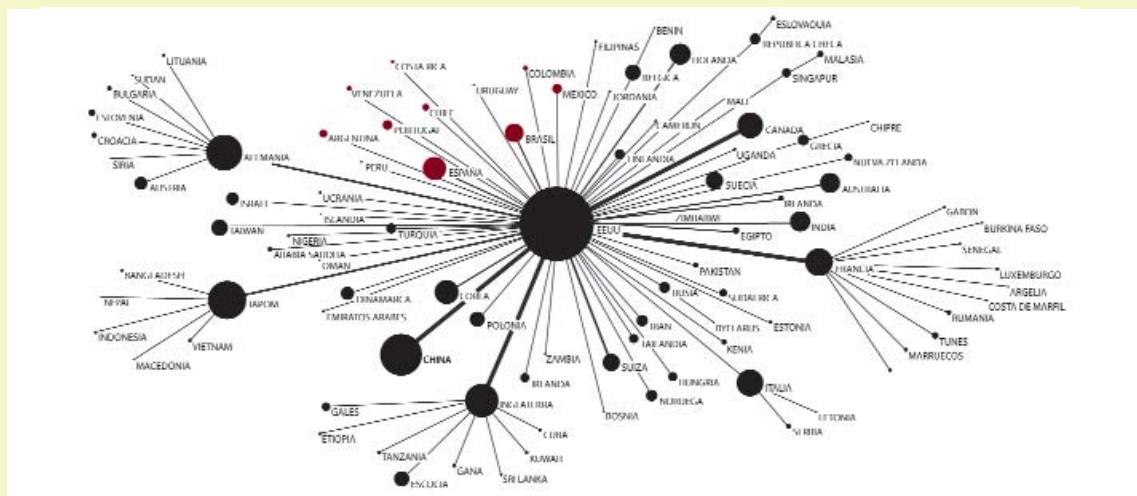 LITUANIA
SUDAN
BULGARIA
ESLOVENIA
CROACIA
SIRIA
AUSTRIA
ALEMANIA
COSTA RICA
VENEZUELA
CHILE
PORTUGAL
ARGENTINA
PERU
ESPAÑA
URUGUAY
COLOMBIA
MEXICO
BRASIL
FILIPINAS
BENIN
HOLANDA
BELGICA
JORDANIA
ESLOVAQUIA
REPUBLICA CHECA
MALASIA
SINGAPUR
MALI
CAMERUN
CANADA
FINLANDIA
UGANDA
CHIPRE
GRECIA
NUEVA ZELANDA
SUECIA
AUSTRALIA
IRLANDA
ZIMBABWE
INDIA
EGIPTO
EEUU
ISRAEL
UCRANIA
ISLANDIA
TAIWAN
TURQUIA
NIGERIA
ARABIA SAUDITA
OMAN
GABON
BURKINA FASO
SENEGAL
LUXEMBURGO
ARGELIA
COSTA DE MARFIL
RUMANIA
TUNES
MARRUECOS
FRANCIA
BANGLADESH
NEPAL
JAPOM
INDONESIA
VIETNAM
MACEDONIA
DINAMARCA
EMIRATOS ARABES
COREA
POLONIA
CHINA
PAKISTAN
RUSIA
SUDAFRICA
IRAN
BYELARUS
ESTONIA
TAILANDIA
KENIA
ZAMBIA
SUIZA
IRLANDA
HUNGRIA
NORUEGA
ITALIA
BOSNIA
LETONIA
SERBIA
GALES
INGLATERRA
ETIOPIA
CUBA
TANZANIA
KUWAIT
GANA
SRI LANKA
ESCOCIA